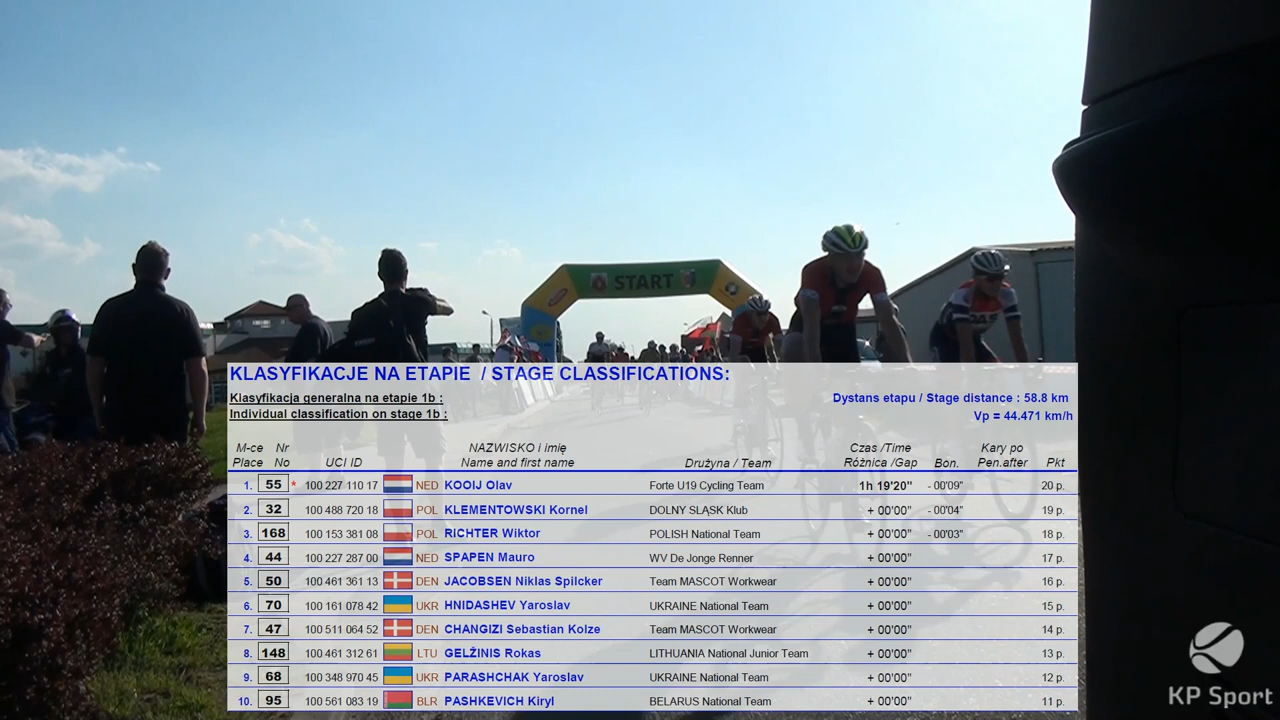 START
KLASYFIKACJE NA ETAPIE / STAGE CLASSIFICATIONS:
Klasyfikacja generalna na etapie 1b :
Dystans etapu / Stage distance : 58.8 km
Individual classification on stage 1b :
Vp = 44.471 km/h
M-ce Nr NAZWISKO i imię Czas /Time Kary po
Place No UCI ID Name and first name Drużyna / Team Różnica /Gap Bon. Pen.after Pkt
1. 55 * 100 227 110 17 NED KOOIJ Olav Forte U19 Cycling Team 1h 19'20" - 00'09" 20 p.
2. 32 100 488 720 18 POL KLEMENTOWSKI Kornel DOLNY SLĄSK Klub + 00'00" - 00'04" 19 p.
3. 168 100 153 381 08 POL RICHTER Wiktor POLISH National Team + 00'00" - 00'03" 18 p.
4. 44 100 227 287 00 NED SPAPEN Mauro WV De Jonge Renner + 00'00" 17 p.
5. 50 100 461 361 13 DEN JACOBSEN Niklas Spilcker Team MASCOT Workwear + 00'00" 16 p.
6. 70 100 161 078 42 UKR HNIDASHEV Yaroslav UKRAINE National Team + 00'00" 15 p.
7. 47 100 511 064 52 DEN CHANGIZI Sebastian Kolze Team MASCOT Workwear + 00'00" 14 p.
8. 148 100 461 312 61 LTU GELŽINIS Rokas LITHUANIA National Junior Team + 00'00" 13 p.
9. 68 100 348 970 45 UKR PARASHCHAK Yaroslav UKRAINE National Team + 00'00" 12 p.
10. 95 100 561 083 19 BLR PASHKEVICH Kiryl BELARUS National Team + 00'00" 11 p.
KP Sport